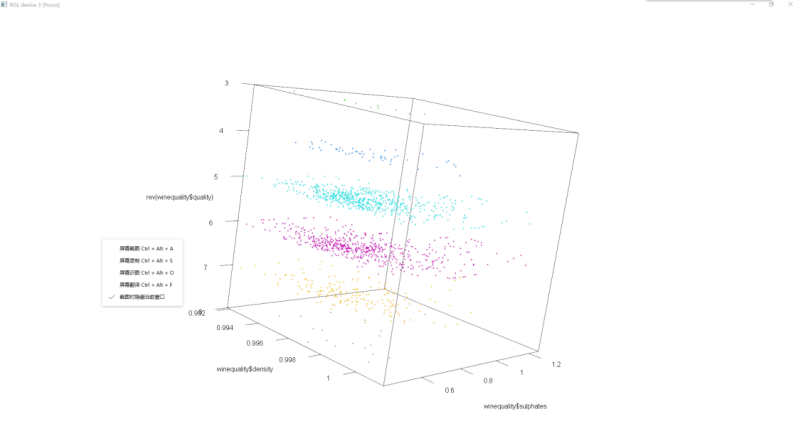 RGL device 3 [Focus]
3
4
5
rev(winequality$quality)
6
7
屏幕截图 Ctrl + Alt + A
屏幕录制 Ctrl + Alt + S
屏幕识图 Ctrl + Alt + O
屏幕翻译 Ctrl + Alt + F
截图时隐藏当前窗口
0.992
0.994
0.996
0.998
1
winequality$density
0.6
0.8
1
1.2
winequality$sulphates